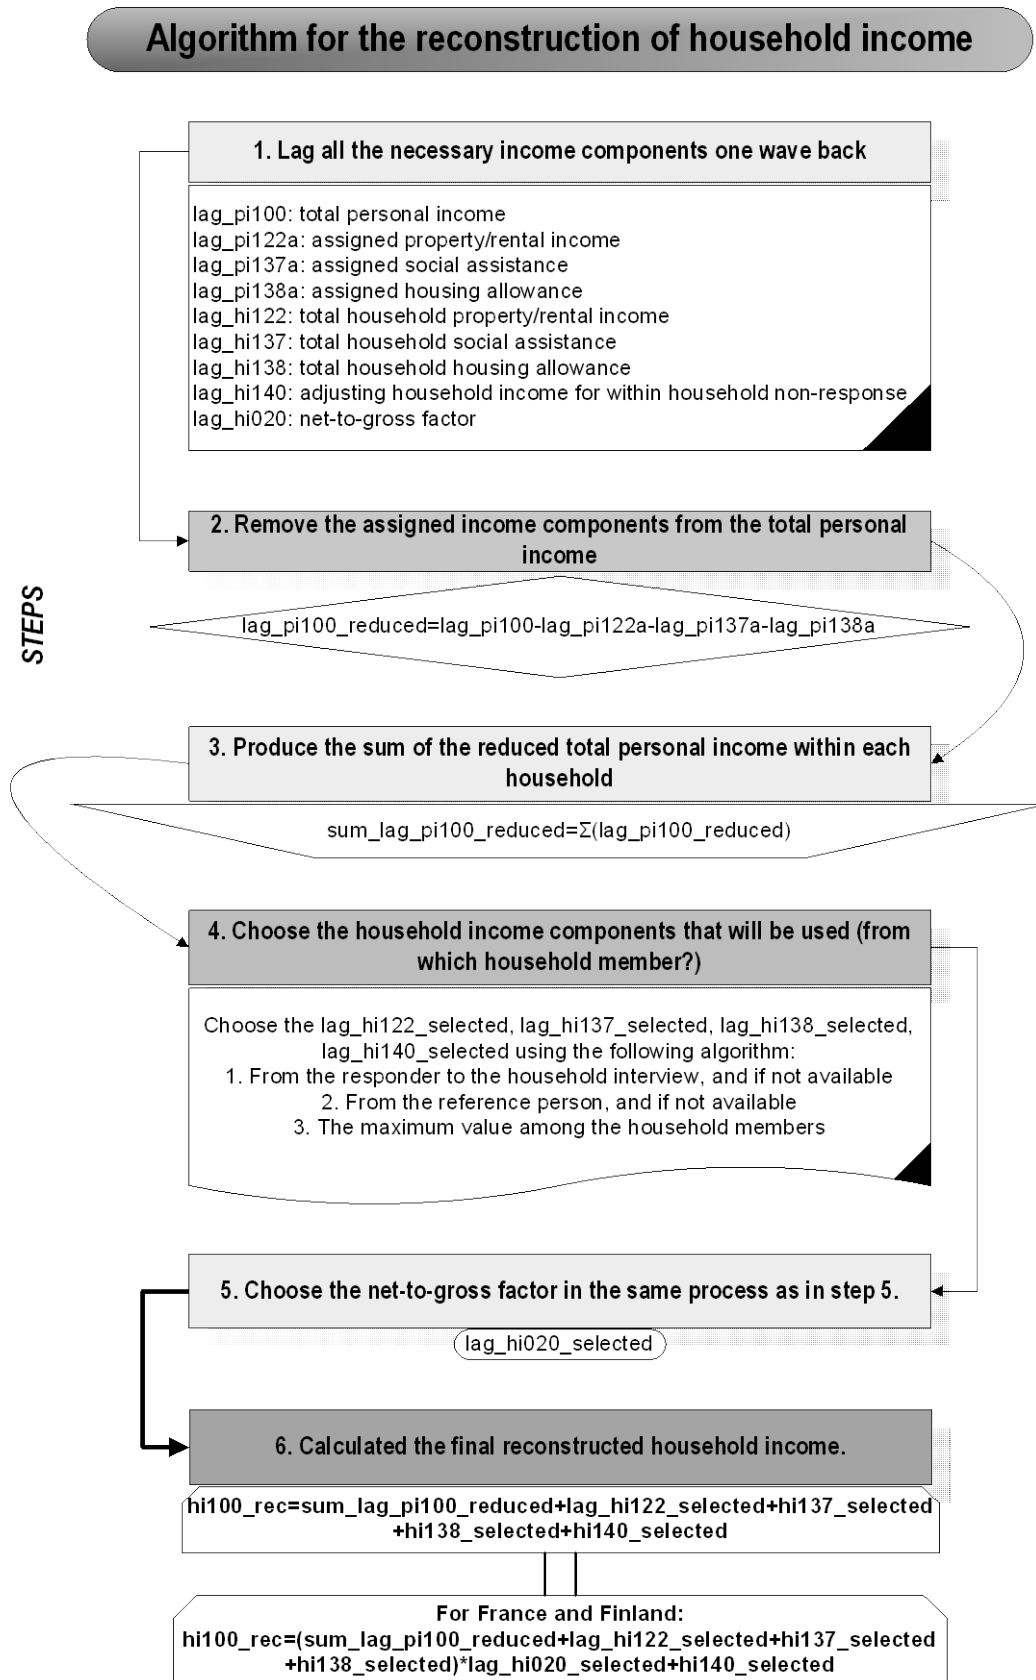 Algorithm for the reconstruction of household income
1. Lag all the necessary income components one wave back
lag_pi100: total personal income
lag_pi122a: assigned property/rental income
lag_pi137a: assigned social assistance
lag_pi138a: assigned housing allowance
lag_hi122: total household property/rental income
lag_hi137: total household social assistance
lag_hi138: total household housing allowance
lag_hi140: adjusting household income for within household non-response
lag_hi020: net-to-gross factor
2. Remove the assigned income components from the total personal
income
lag_pi100_reduced=lag_pi100-lag_pi122a-lag_pi137a-lag_pi138a
STEPS
3. Produce the sum of the reduced total personal income within each
household
sum_lag_pi100_reduced=Σ(lag_pi100_reduced)
4. Choose the household income components that will be used (from
which household member?)
Choose the lag_hi122_selected, lag_hi137_selected, lag_hi138_selected,
lag_hi140_selected using the following algorithm:
1. From the responder to the household interview, and if not available
2. From the reference person, and if not available
3. The maximum value among the household members
5. Choose the net-to-gross factor in the same process as in step 5.
lag_hi020_selected
6. Calculated the final reconstructed household income.
hi100_rec=sum_lag_pi100_reduced+lag_hi122_selected+hi137_selected
+hi138_selected+hi140_selected
For France and Finland:
hi100_rec=(sum_lag_pi100_reduced+lag_hi122_selected+hi137_selected
+hi138_selected)*lag_hi020_selected+hi140_selected